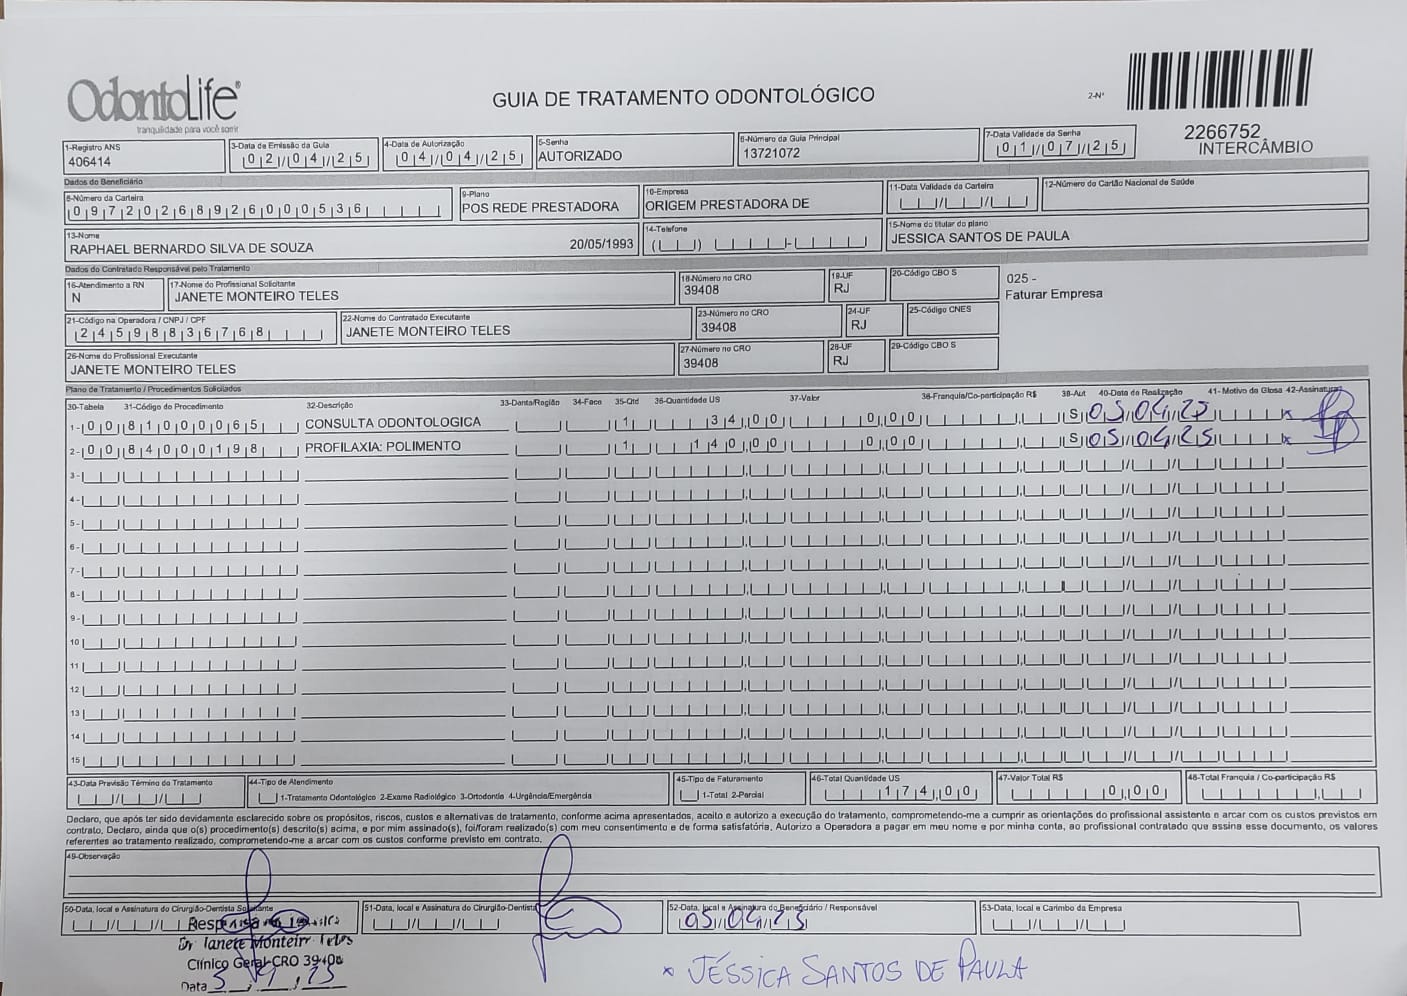 OdontoLife®
tranquilidade para você sorrir
GUIA DE TRATAMENTO ODONTOLÓGICO
2-Nº
2266752
INTERCÂMBIO
1-Registro ANS
406414
3-Data de Emissão da Guia
02/04/25
4-Data de Autorização
04/04/25
5-Senha
AUTORIZADO
6-Número da Guia Principal
13721072
7-Data Validade da Senha
01/07/25
Dados do Beneficiário
8-Número da Carteira
09720268926000536
9-Plano
POS REDE PRESTADORA
10-Empresa
ORIGEM PRESTADORA DE
11-Data Validade da Carteira
12-Número do Cartão Nacional de Saúde
13-Nome
RAPHAEL BERNARDO SILVA DE SOUZA 20/05/1993
14-Telefone
15-Nome do titular do plano
JESSICA SANTOS DE PAULA
Dados do Contratado Responsável pelo Tratamento
16-Atendimento a RN
N
17-Nome do Profissional Solicitante
JANETE MONTEIRO TELES
18-Número no CRO
39408
19-UF
RJ
20-Código CBO S
025 -
Faturar Empresa
21-Código na Operadora / CNPJ / CPF
24598836768
22-Nome do Contratado Executante
JANETE MONTEIRO TELES
23-Número no CRO
39408
24-UF
RJ
25-Código CNES
26-Nome do Profissional Executante
JANETE MONTEIRO TELES
27-Número no CRO
39408
28-UF
RJ
29-Código CBO S
Plano de Tratamento / Procedimentos Solicitados
30-Tabela 31-Código do Procedimento 32-Descrição 33-Dente/Região 34-Face 35-Qtd 36-Quantidade US 37-Valor 38-Franquia/Co-participação R$ 38-Aut 40-Data de Realização 41- Motivo da Glosa 42-Assinatura
1- 00 81000065 CONSULTA ODONTOLOGICA 1 34,00 0,00 S 05/04/25 x
2- 00 84000198 PROFILAXIA: POLIMENTO 1 140,00 0,00 S 05/04/25 x
3-
4-
5-
6-
7-
8-
9-
10
11
12
13
14
15
43-Data Previsão Término do Tratamento
44-Tipo de Atendimento
1-Tratamento Odontológico 2-Exame Radiológico 3-Ortodontia 4-Urgência/Emergência
45-Tipo de Faturamento
1-Total 2-Parcial
46-Total Quantidade US
174,00
47-Valor Total R$
0,00
48-Total Franquia / Co-participação R$
Declaro, que após ter sido devidamente esclarecido sobre os propósitos, riscos, custos e alternativas de tratamento, conforme acima apresentados, aceito e autorizo a execução do tratamento, comprometendo-me a cumprir as orientações do profissional assistente e arcar com os custos previstos em
contrato. Declaro, ainda que o(s) procedimento(s) descrito(s) acima, e por mim assinado(s), foi/foram realizado(s) com meu consentimento e de forma satisfatória. Autorizo a Operadora a pagar em meu nome e por minha conta, ao profissional contratado que assina esse documento, os valores
referentes ao tratamento realizado, comprometendo-me a arcar com os custos conforme previsto em contrato.
49-Observação
50-Data, local e Assinatura do Cirurgião-Dentista Solicitante
51-Data, local e Assinatura do Cirurgião-Dentista
52-Data, local e Assinatura do Beneficiário / Responsável
05/04/25
53-Data, local e Carimbo da Empresa
Dr Janete Monteiro Teles
Clínico Geral-CRO 39408
Data
x JÉSSICA SANTOS DE PAULA